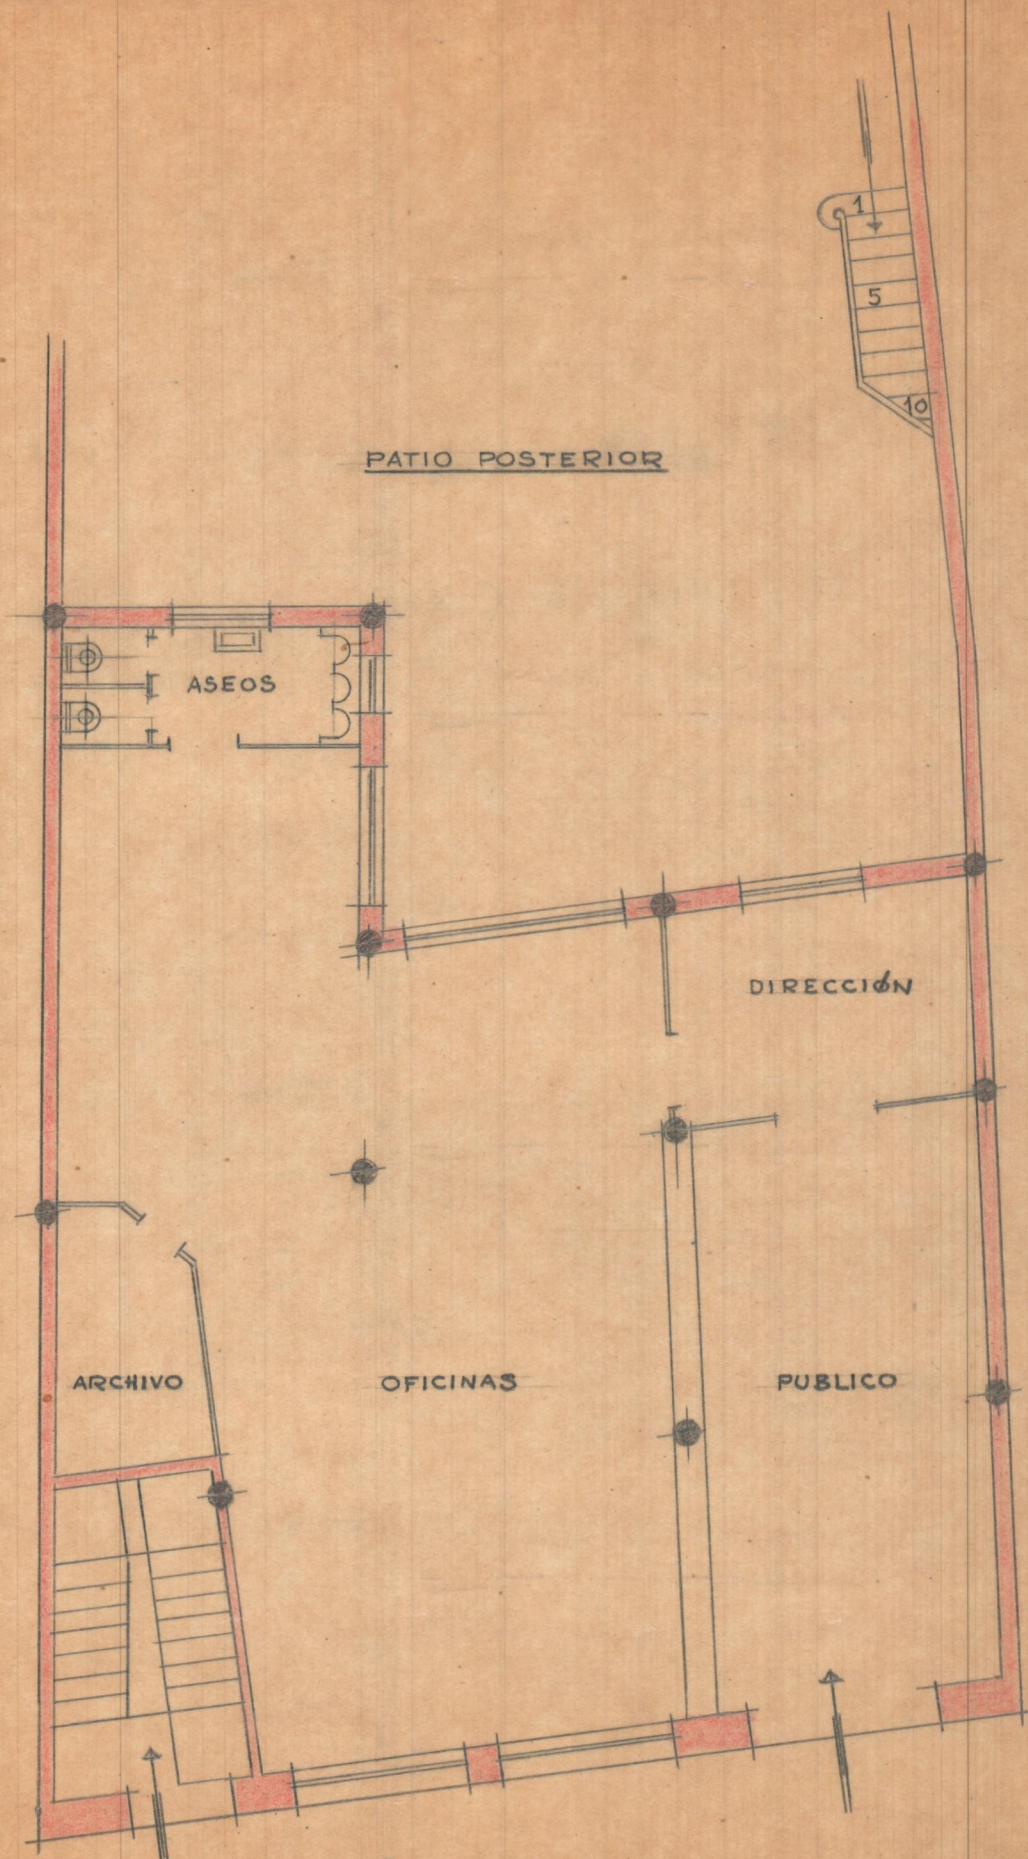 1
5
10
PATIO POSTERIOR
ASEOS
DIRECCIÓN
ARCHIVO
OFICINAS
PUBLICO